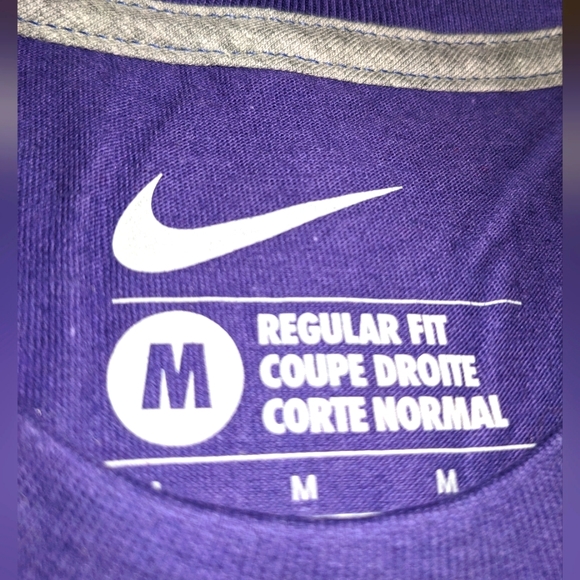 M
REGULAR FIT
COUPE DROITE
CORTE NORMAL
M M